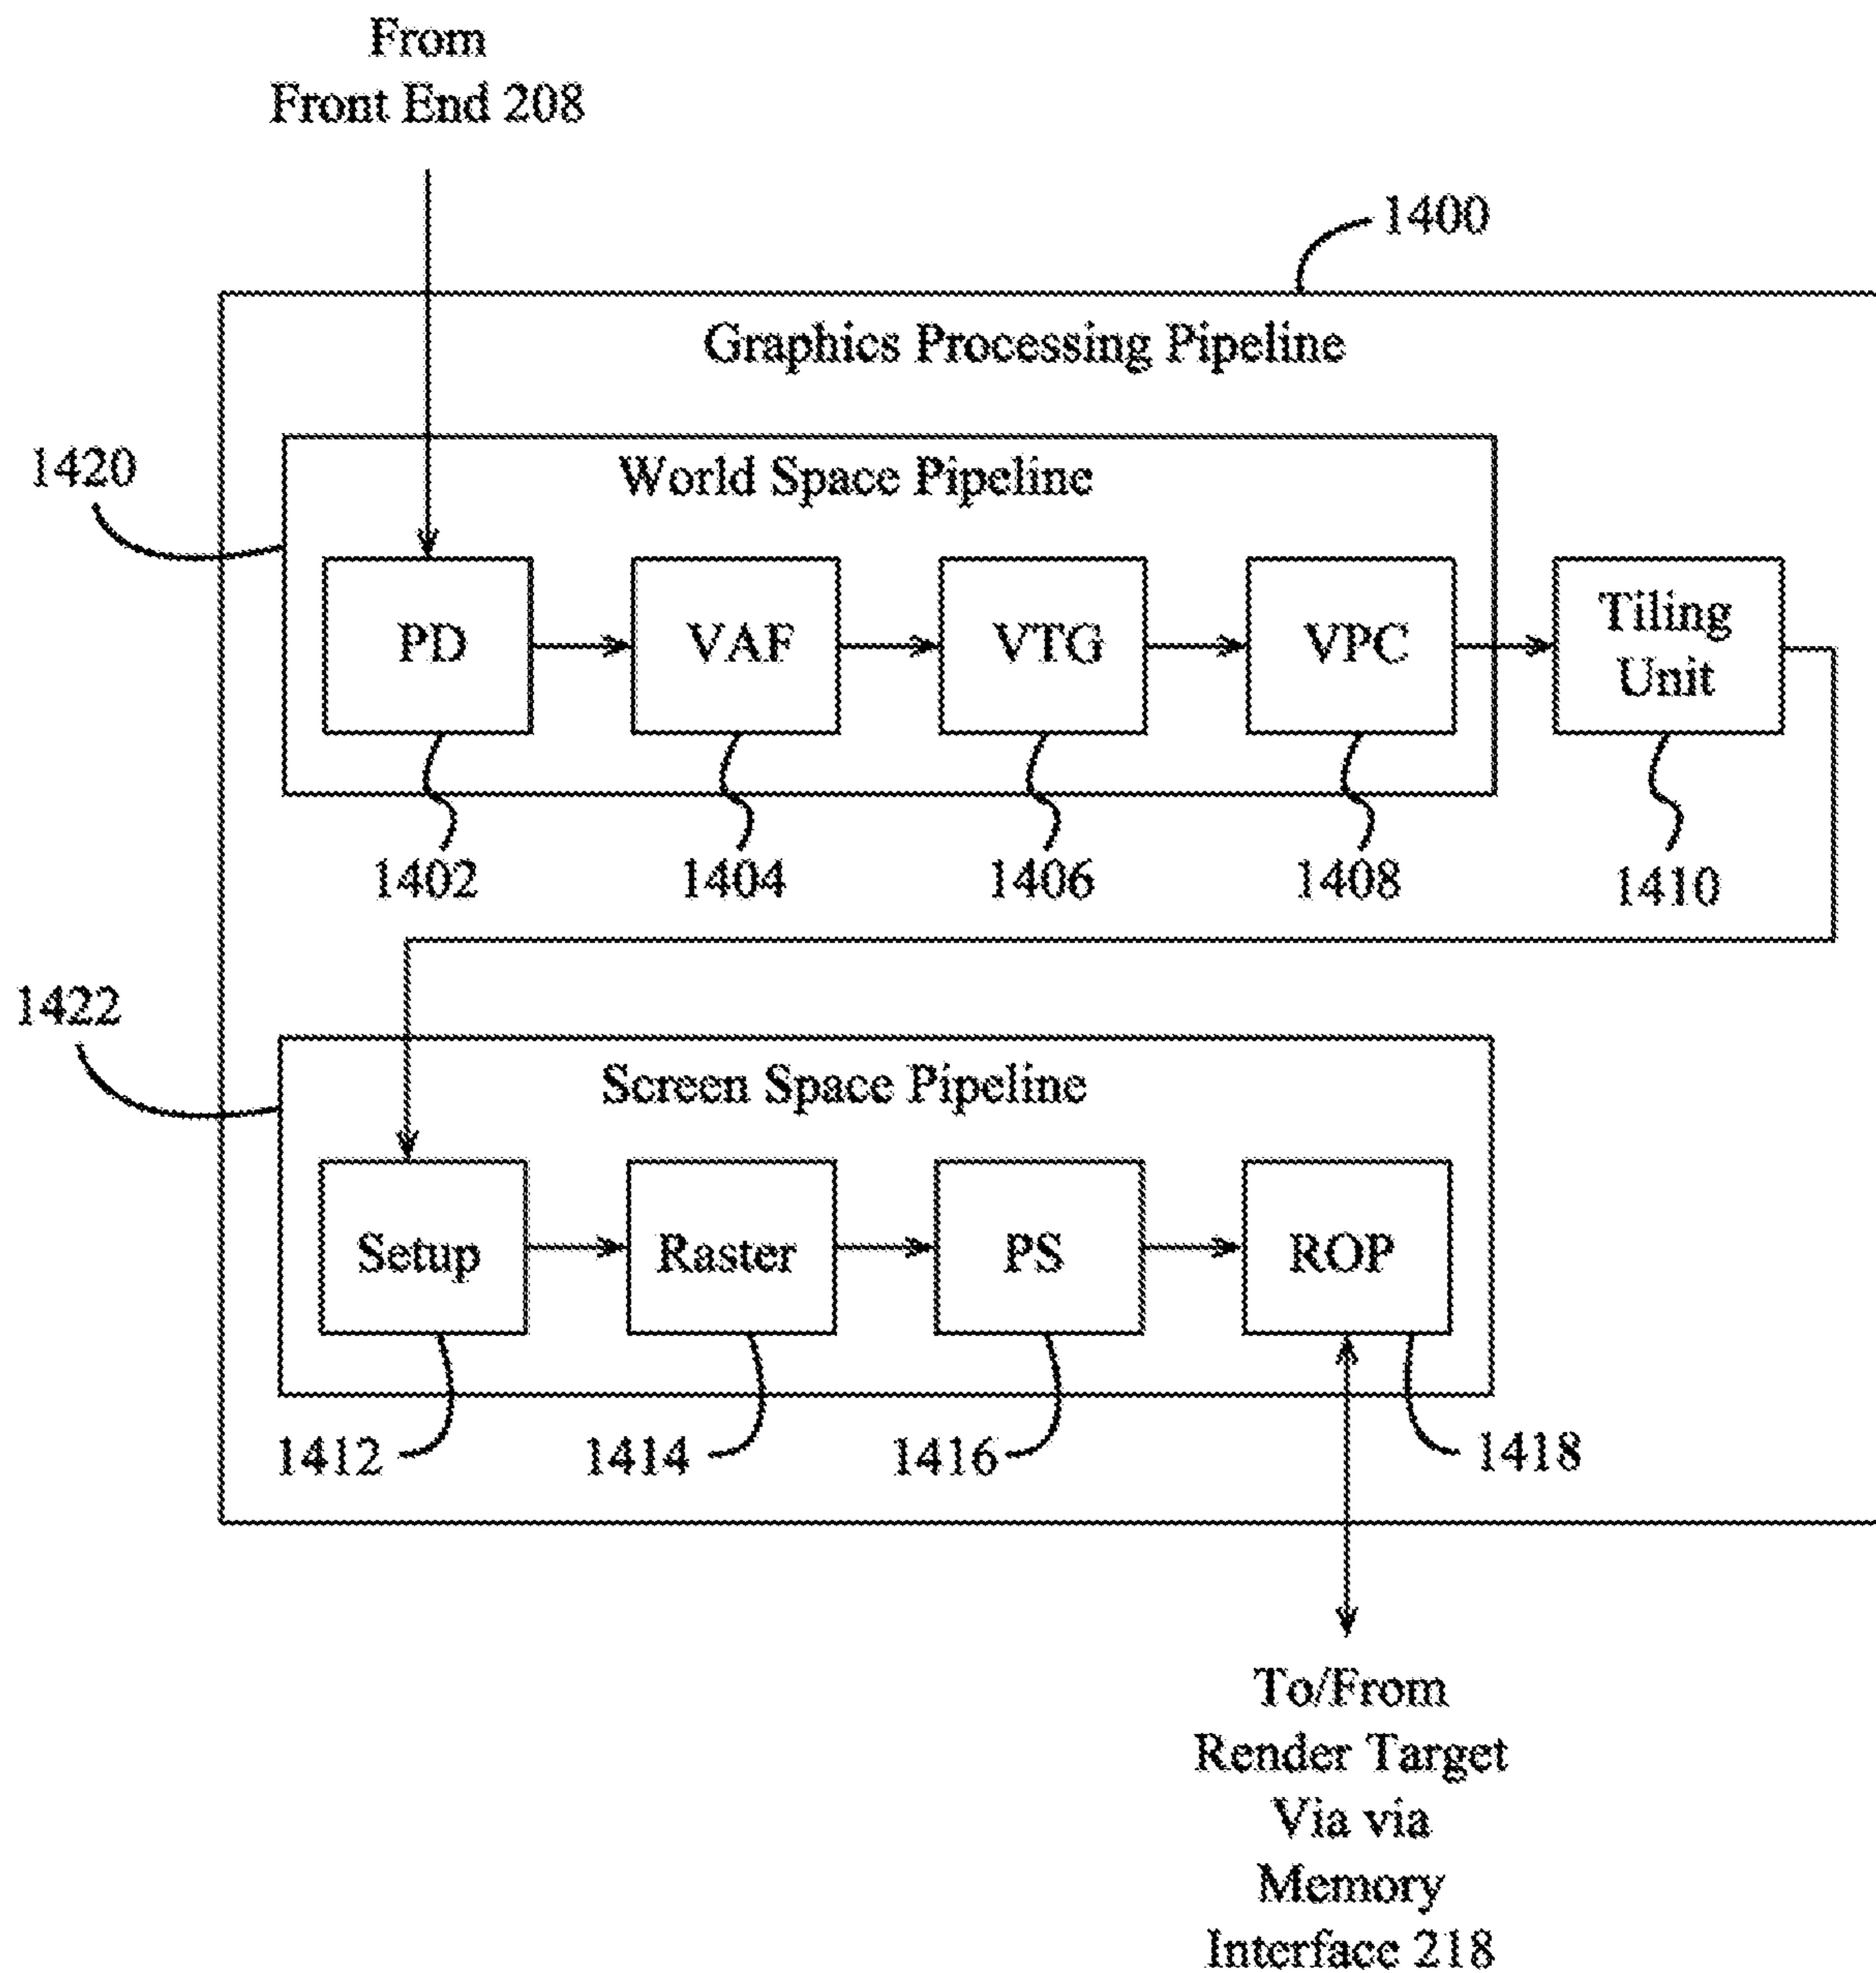 From
Front End 208
1400
Graphics Processing Pipeline
1420
World Space Pipeline
PD
VAF
VTG
VPC
Tiling
Unit
1402
1404
1406
1408
1410
1422
Screen Space Pipeline
Setup
Raster
PS
ROP
1412
1414
1416
1418
To/From
Render Target
Via via
Memory
Interface 218